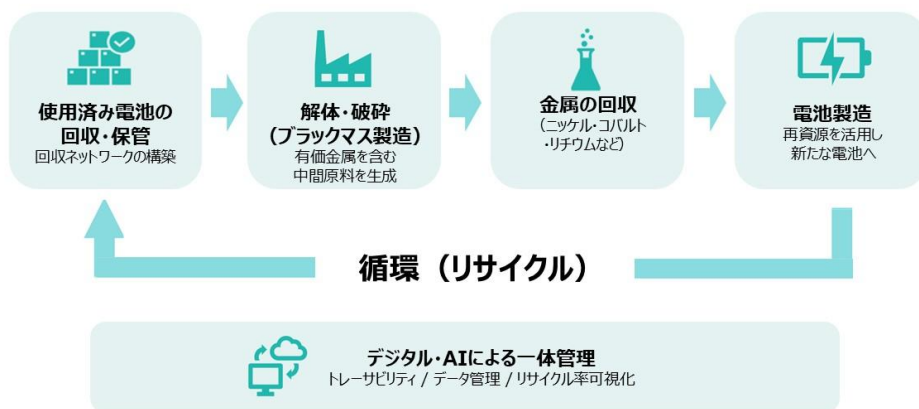 使用済み電池の
回収・保管
回収ネットワークの構築
解体・破砕
（ブラックマス製造）
有価金属を含む
中間原料を生成
金属の回収
（ニッケル・コバルト
・リチウムなど）
電池製造
再資源を活用し
新たな電池へ
循環（リサイクル）
デジタル・AIによる一体管理
トレーサビリティ / データ管理 / リサイクル率可視化